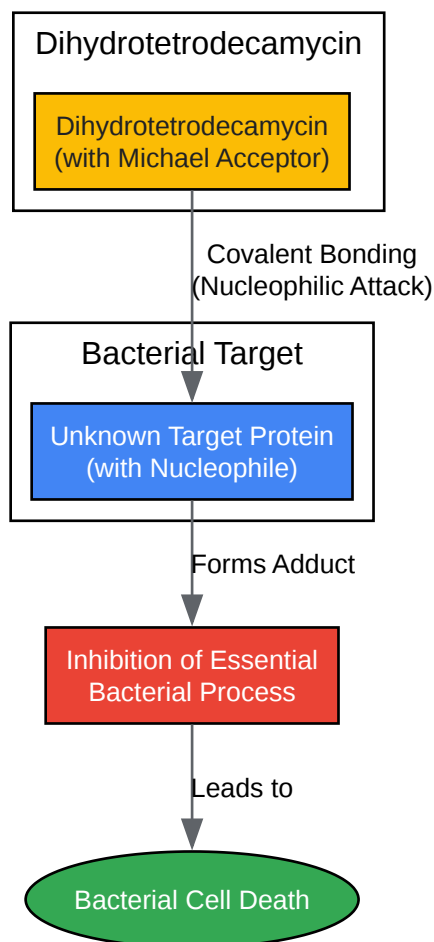 Dihydrotetrodecamycin
Dihydrotetrodecamycin
(with Michael Acceptor)
Covalent Bonding
(Nucleophilic Attack)
Bacterial Target
Unknown Target Protein
(with Nucleophile)
Forms Adduct
Inhibition of Essential
Bacterial Process
Leads to
Bacterial Cell Death